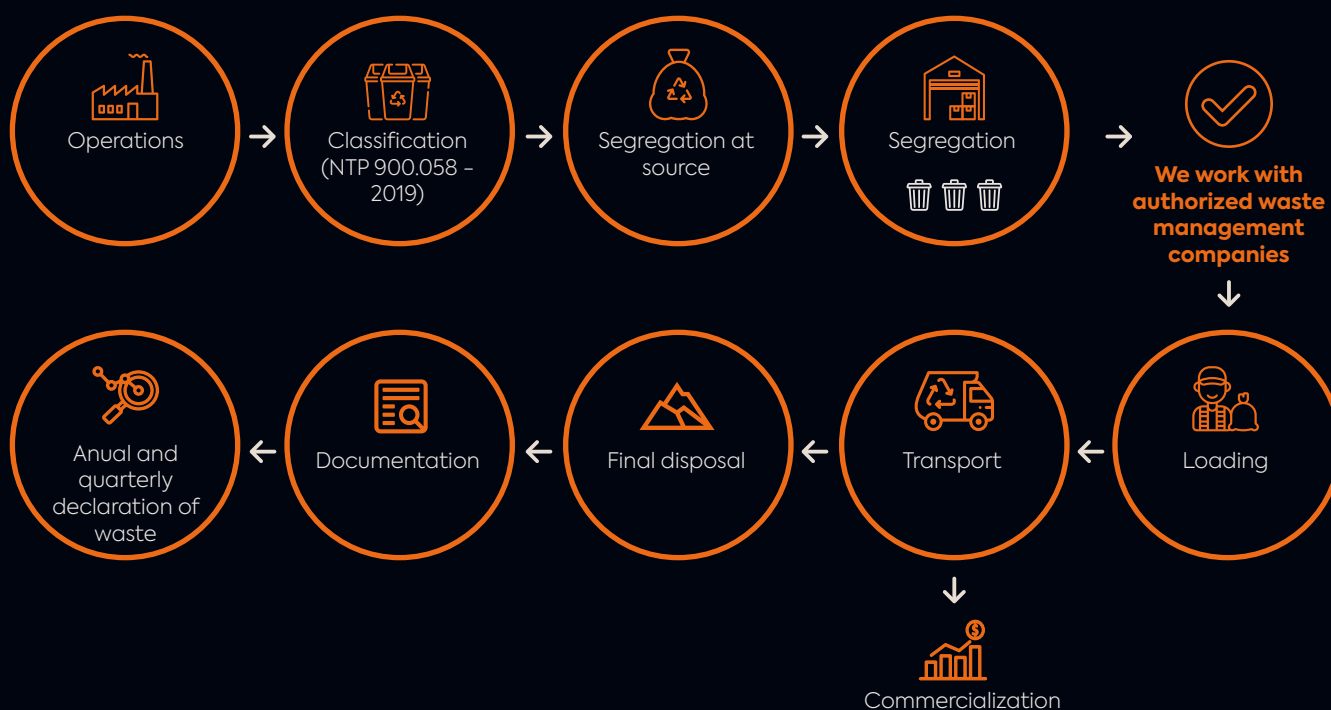 Operations
Classification
(NTP 900.058 -
2019)
Segregation at
source
Segregation
We work with
authorized waste
management
companies
Anual and
quarterly
declaration of
waste
Documentation
Final disposal
Transport
Loading
$
Commercialization